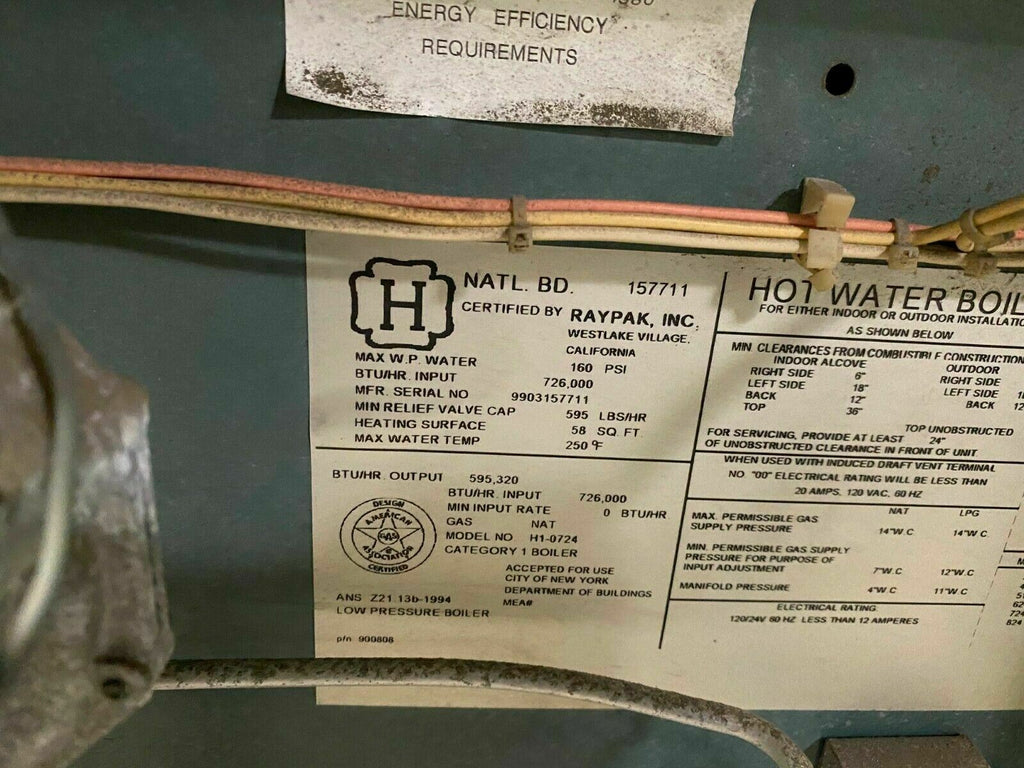 ENERGY EFFICIENCY
REQUIREMENTS
H
NATL. BD. 157711
CERTIFIED BY RAYPAK, INC.
WESTLAKE VILLAGE,
CALIFORNIA
MAX W.P. WATER 160 PSI
BTU/HR. INPUT 726,000
MFR. SERIAL NO 9903157711
MIN RELIEF VALVE CAP 595 LBS/HR
HEATING SURFACE 58 SQ. FT.
MAX WATER TEMP 250 °F
BTU/HR. OUTPUT 595,320
BTU/HR. INPUT 726,000
MIN INPUT RATE 0 BTU/HR.
GAS NAT
MODEL NO H1-0724
CATEGORY 1 BOILER
DESIGN
AMERICAN
GAS
ASSOCIATION
CERTIFIED
ACCEPTED FOR USE
CITY OF NEW YORK
DEPARTMENT OF BUILDINGS
MEA#
ANS Z21.13b-1994
LOW PRESSURE BOILER
p/n 900808
HOT WATER BOIL
FOR EITHER INDOOR OR OUTDOOR INSTALLATIO
AS SHOWN BELOW
MIN. CLEARANCES FROM COMBUSTIBLE CONSTRUCTION
INDOOR ALCOVE OUTDOOR
RIGHT SIDE 6" RIGHT SIDE
LEFT SIDE 18" LEFT SIDE
BACK 12" BACK 12
TOP 36"
TOP UNOBSTRUCTED
FOR SERVICING, PROVIDE AT LEAST 24"
OF UNOBSTRUCTED CLEARANCE IN FRONT OF UNIT
WHEN USED WITH INDUCED DRAFT VENT TERMINAL
NO. "00" ELECTRICAL RATING WILL BE LESS THAN
20 AMPS, 120 VAC, 60 HZ
NAT LPG
MAX. PERMISSIBLE GAS
SUPPLY PRESSURE 14"W.C 14"W.C
MIN. PERMISSIBLE GAS SUPPLY
PRESSURE FOR PURPOSE OF
INPUT ADJUSTMENT 7"W.C 12"W.C
MANIFOLD PRESSURE 4"W.C 11"W.C
ELECTRICAL RATING
120/24V 60 HZ LESS THAN 12 AMPERES